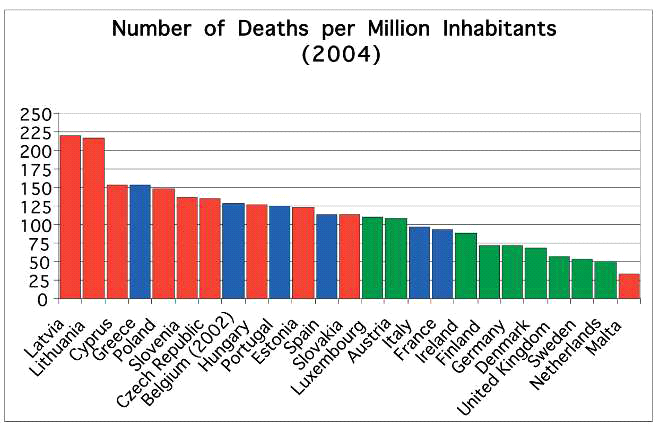 Number of Deaths per Million Inhabitants
(2004)
250
225
200
175
150
125
100
75
50
25
0
Latvia
Lithuania
Cyprus
Greece
Poland
Slovenia
Czech Republic
Belgium (2002)
Hungary
Portugal
Estonia
Spain
Slovakia
Luxembourg
Austria
Italy
France
Ireland
Finland
Germany
Denmark
United Kingdom
Sweden
Netherlands
Malta